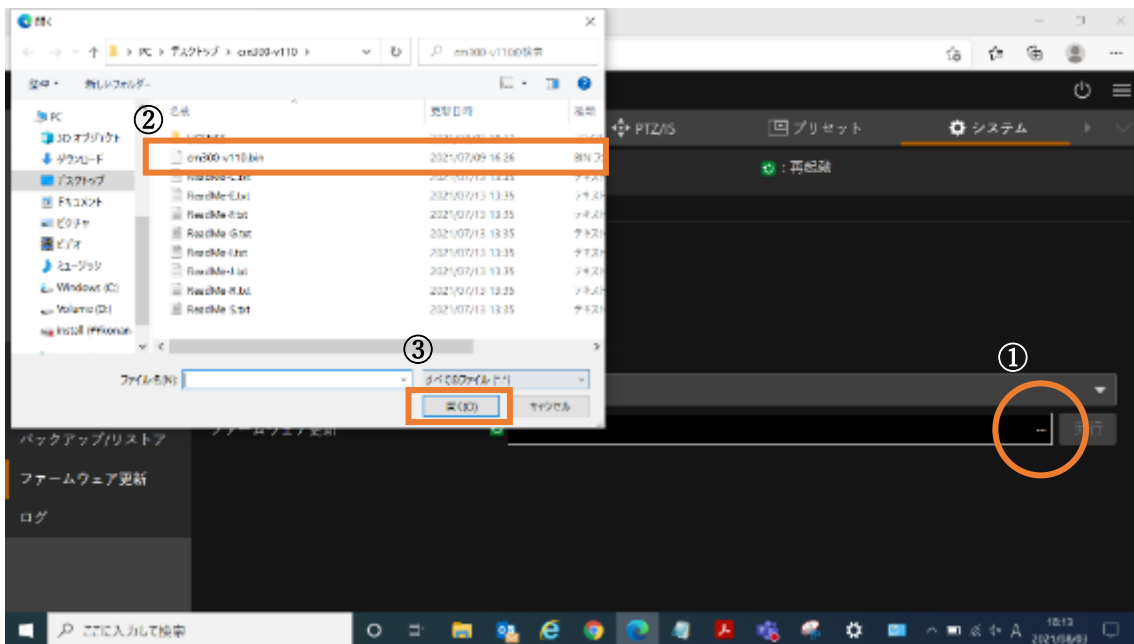 開く
PC > デスクトップ > cm300-v110 >
cm300-v110の検索
整理
新しいフォルダー
②
名前
更新日時
種類
PC
3D オブジェクト
2021/07/09 16:26
BIN フ
cm300-v110.bin
ダウンロード
デスクトップ
ReadMe-E.txt
2021/07/13 13:35
ドキュメント
ReadMe-F.txt
2021/07/13 13:35
ピクチャ
ReadMe-G.txt
2021/07/13 13:35
ビデオ
ReadMe-I.txt
2021/07/13 13:35
ミュージック
ReadMe-J.txt
2021/07/13 13:35
Windows (C:)
ReadMe-R.txt
2021/07/13 13:35
Volume (D:)
ReadMe-S.txt
2021/07/13 13:35
③
ファイル名(N):
すべてのファイル (*.*)
開く(O)
キャンセル
PTZ/IS
プリセット
システム
: 再起動
①
ファームウェア更新
...
実行
バックアップ/リストア
ファームウェア更新
ログ
ここに入力して検索
A
18:13
2021/08/03